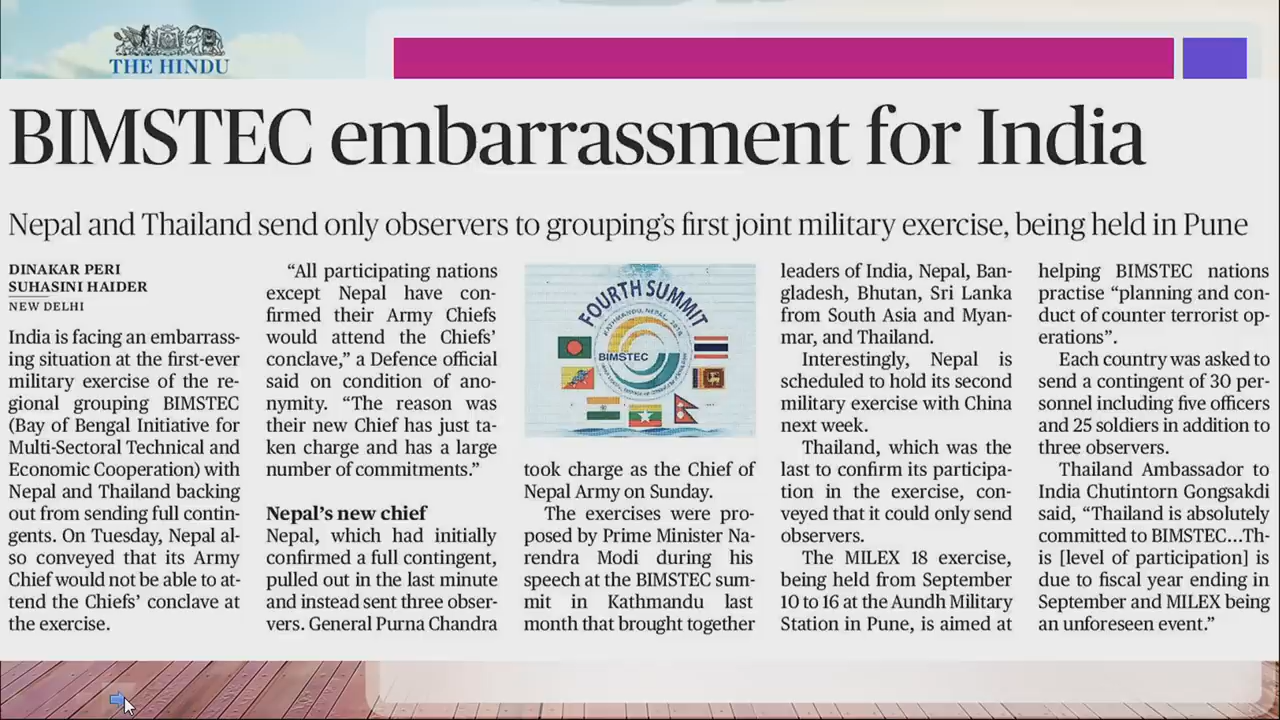 THE HINDU
BIMSTEC embarrassment for India
Nepal and Thailand send only observers to grouping's first joint military exercise, being held in Pune
DINAKAR PERI
SUHASINI HAIDER
NEW DELHI
India is facing an embarrass-
ing situation at the first-ever
military exercise of the re-
gional grouping BIMSTEC
(Bay of Bengal Initiative for
Multi-Sectoral Technical and
Economic Cooperation) with
Nepal and Thailand backing
out from sending full contin-
gents. On Tuesday, Nepal al-
so conveyed that its Army
Chief would not be able to at-
tend the Chiefs' conclave at
the exercise.
"All participating nations
except Nepal have con-
firmed their Army Chiefs
would attend the Chiefs'
conclave," a Defence official
said on condition of ano-
nymity. "The reason was
their new Chief has just ta-
ken charge and has a large
number of commitments."
Nepal's new chief
Nepal, which had initially
confirmed a full contingent,
pulled out in the last minute
and instead sent three obser-
vers. General Purna Chandra
FOURTH SUMMIT
KATHMANDU, NEPAL, 2018
BIMSTEC
took charge as the Chief of
Nepal Army on Sunday.
The exercises were pro-
posed by Prime Minister Na-
rendra Modi during his
speech at the BIMSTEC sum-
mit in Kathmandu last
month that brought together
leaders of India, Nepal, Ban-
gladesh, Bhutan, Sri Lanka
from South Asia and Myan-
mar, and Thailand.
Interestingly, Nepal is
scheduled to hold its second
military exercise with China
next week.
Thailand, which was the
last to confirm its participa-
tion in the exercise, con-
veyed that it could only send
observers.
The MILEX 18 exercise,
being held from September
10 to 16 at the Aundh Military
Station in Pune, is aimed at
helping BIMSTEC nations
practise "planning and con-
duct of counter terrorist op-
erations".
Each country was asked to
send a contingent of 30 per-
sonnel including five officers
and 25 soldiers in addition to
three observers.
Thailand Ambassador to
India Chutintorn Gongsakdi
said, "Thailand is absolutely
committed to BIMSTEC...Th-
is [level of participation] is
due to fiscal year ending in
September and MILEX being
an unforeseen event."